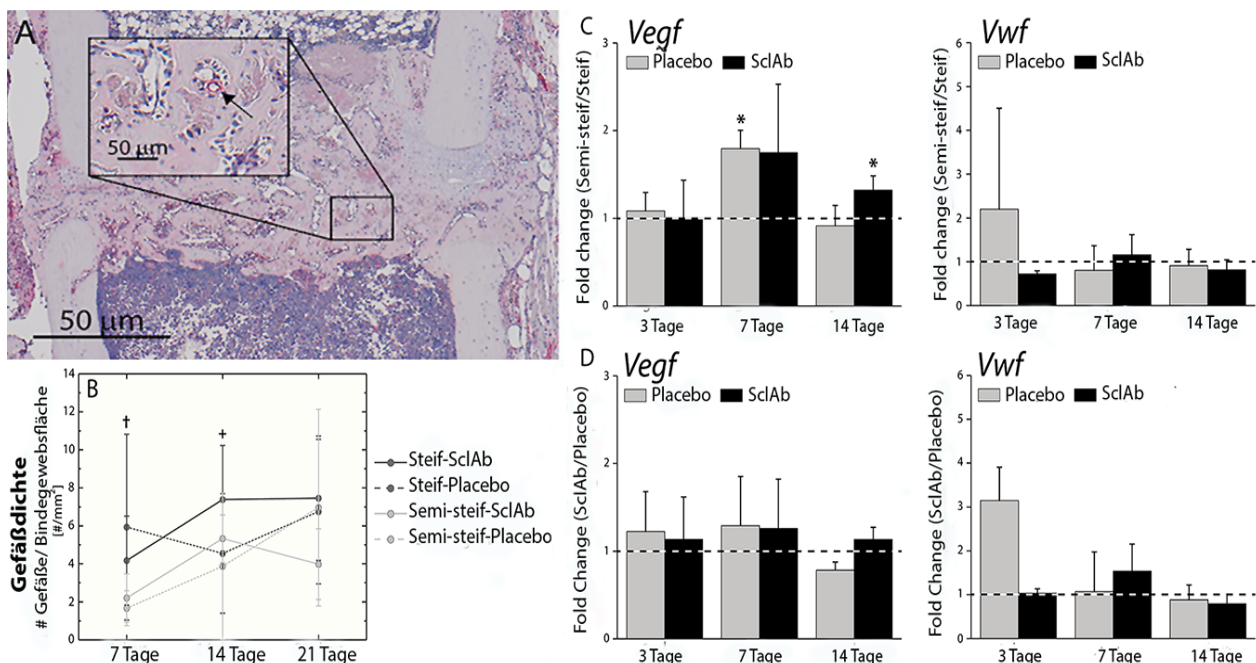 A
50 µm
50 µm
B
Gefäßdichte
# Gefäße/ Bindegewebsfläche
[#/mm²]
14
12
10
8
6
4
2
0
†
+
7 Tage
14 Tage
21 Tage
Steif-SclAb
Steif-Placebo
Semi-steif-SclAb
Semi-steif-Placebo
C
Vegf
Placebo
SclAb
Fold change (Semi-steif/Steif)
3
2
1
0
*
*
3 Tage
7 Tage
14 Tage
Vwf
Placebo
SclAb
Fold change (Semi-steif/Steif)
6
5
4
3
2
1
0
3 Tage
7 Tage
14 Tage
D
Vegf
Placebo
SclAb
Fold Change (SclAb/Placebo)
3
2
1
0
3 Tage
7 Tage
14 Tage
Vwf
Placebo
SclAb
Fold Change (SclAb/Placebo)
6
5
4
3
2
1
0
3 Tage
7 Tage
14 Tage